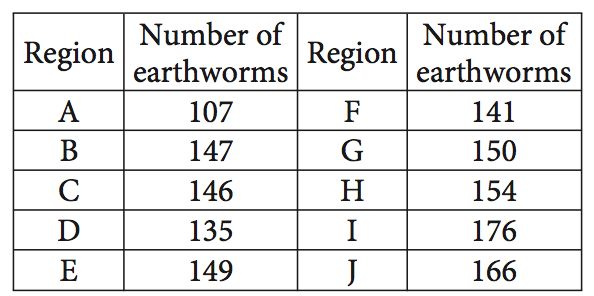 Region Number of earthworms Region Number of earthworms
A 107 F 141
B 147 G 150
C 146 H 154
D 135 I 176
E 149 J 166